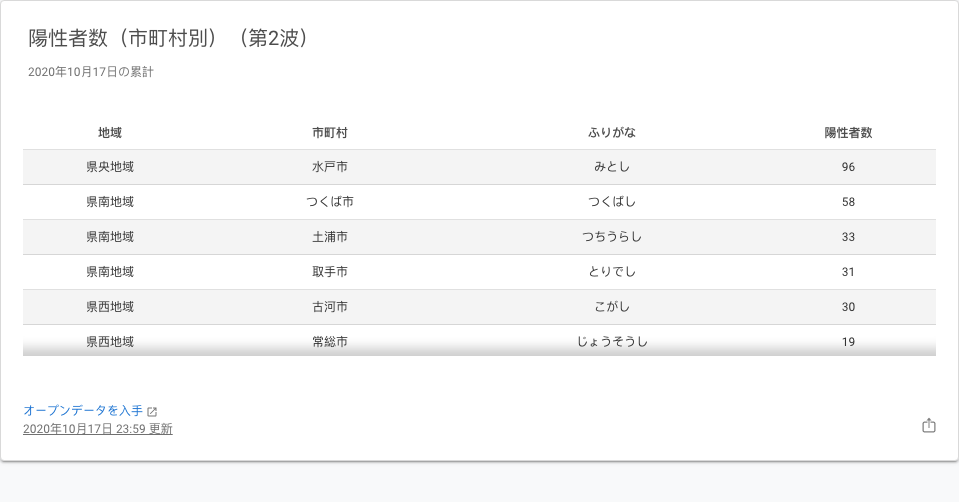 陽性者数（市町村別）（第2波）
2020年10月17日の累計
地域 市町村 ふりがな 陽性者数
県央地域 水戸市 みとし 96
県南地域 つくば市 つくばし 58
県南地域 土浦市 つちうらし 33
県南地域 取手市 とりでし 31
県西地域 古河市 こがし 30
県西地域 常総市 じょうそうし 19
オープンデータを入手
2020年10月17日 23:59 更新